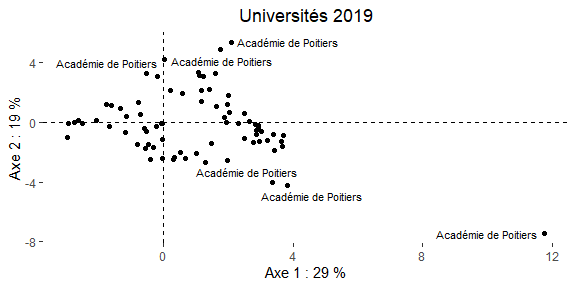 Universités 2019
Académie de Poitiers
Académie de Poitiers
Académie de Poitiers
Académie de Poitiers
Académie de Poitiers
Académie de Poitiers
4
0
-4
-8
Axe 2 : 19 %
0
4
8
12
Axe 1 : 29 %